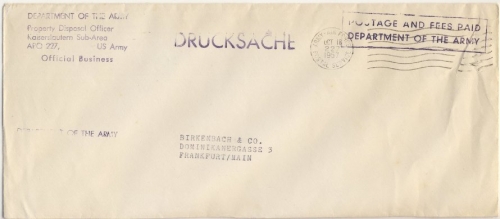 DEPARTMENT OF THE ARMY
Property Disposal Officer
Kaiserslautern Sub-Area
APO 227, US Army
Official Business
DRUCKSACHE
POSTAGE AND FEES PAID
DEPARTMENT OF THE ARMY
OF THE ARMY
BIRKENBACH & CO.
DOMINIKANERGASSE 3
FRANKFURT/MAIN